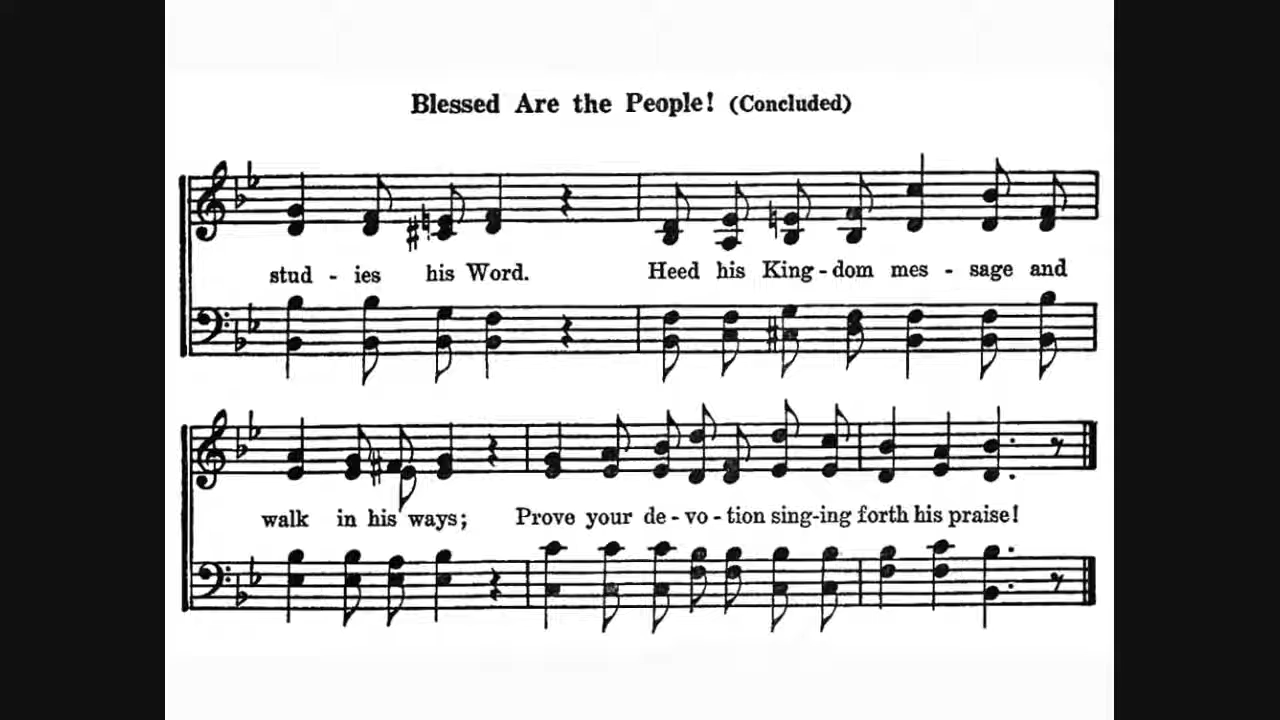 Blessed Are the People! (Concluded)
stud - ies his Word. Heed his King - dom mes - sage and
walk in his ways; Prove your de - vo - tion sing-ing forth his praise!